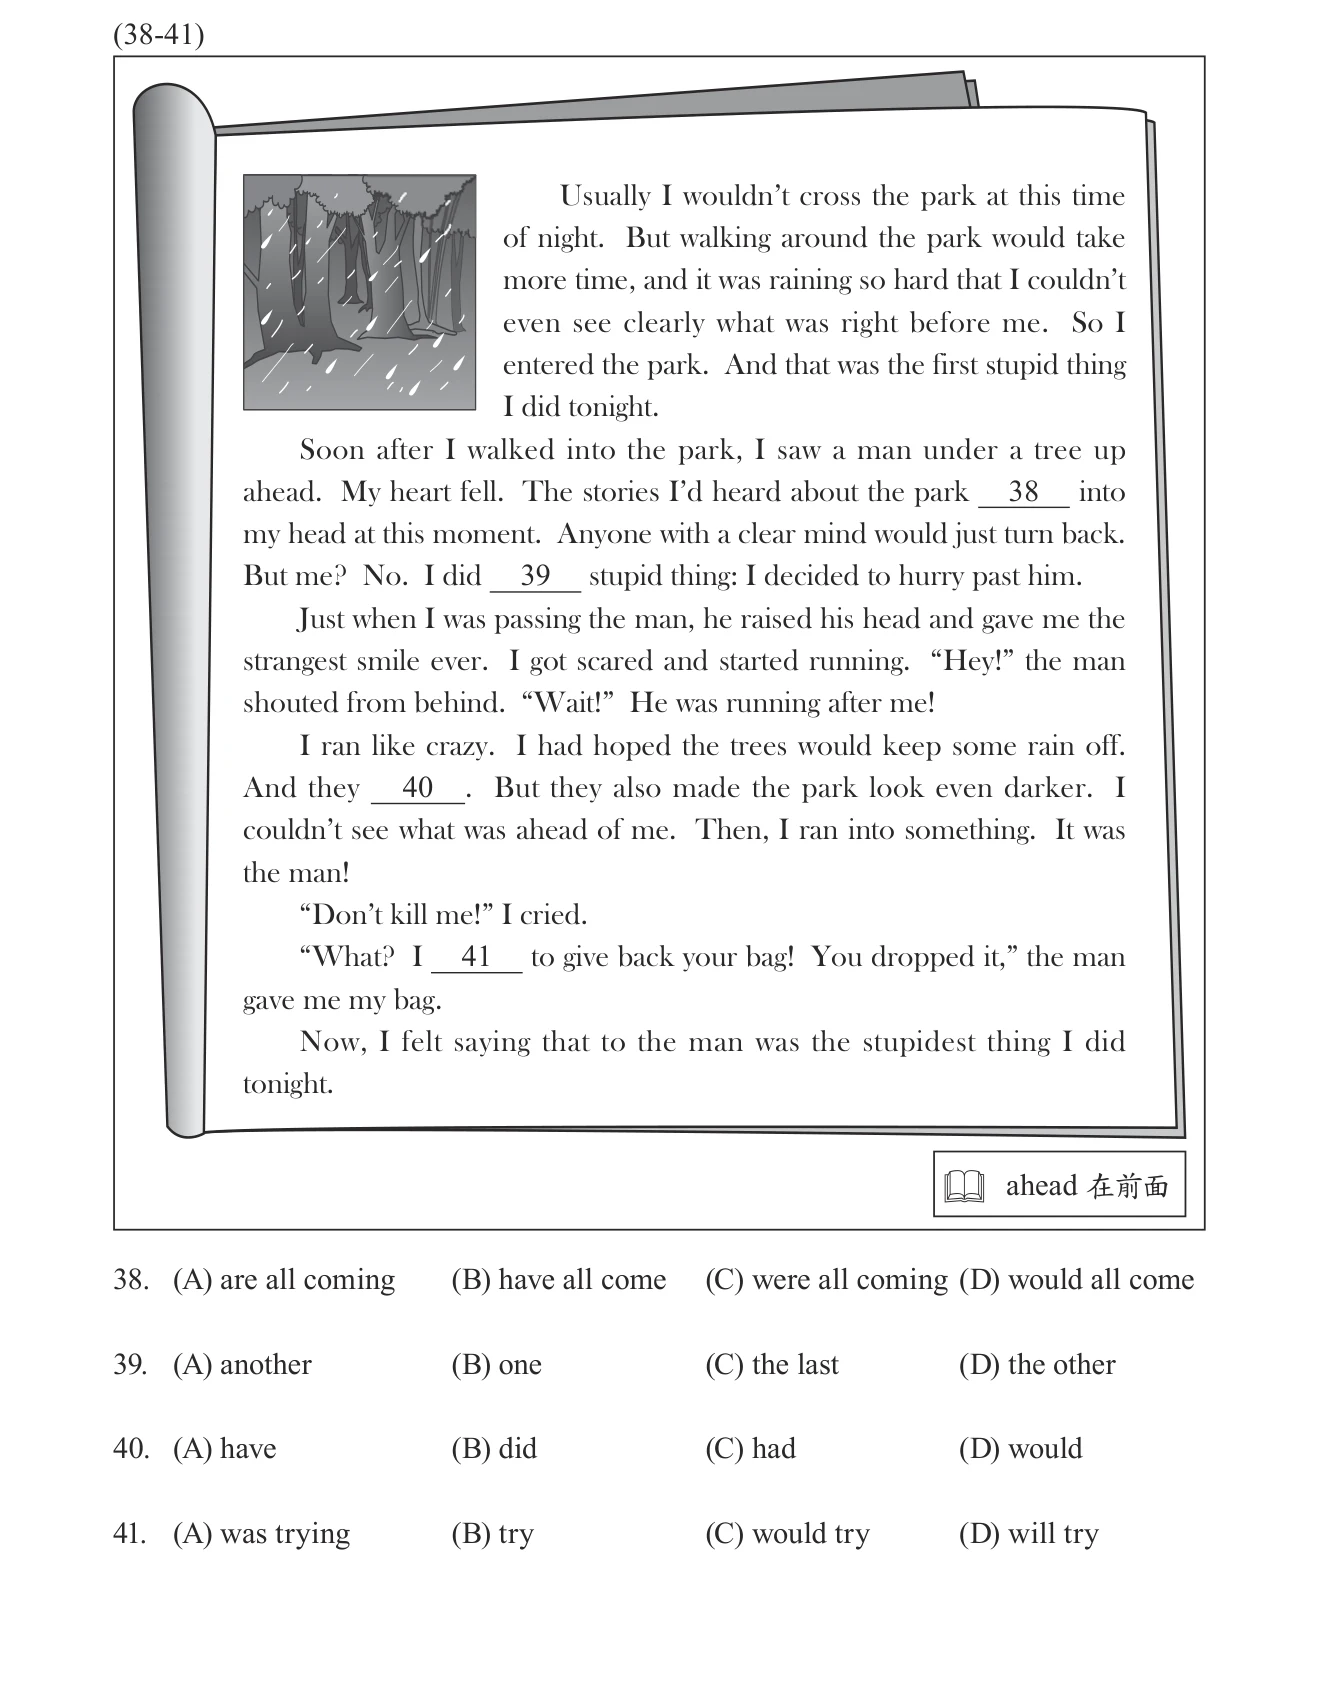 (38-41)
Usually I wouldn’t cross the park at this time
of night. But walking around the park would take
more time, and it was raining so hard that I couldn’t
even see clearly what was right before me. So I
entered the park. And that was the first stupid thing
I did tonight.
Soon after I walked into the park, I saw a man under a tree up
ahead. My heart fell. The stories I’d heard about the park 38 into
my head at this moment. Anyone with a clear mind would just turn back.
But me? No. I did 39 stupid thing: I decided to hurry past him.
Just when I was passing the man, he raised his head and gave me the
strangest smile ever. I got scared and started running. “Hey!” the man
shouted from behind. “Wait!” He was running after me!
I ran like crazy. I had hoped the trees would keep some rain off.
And they 40. But they also made the park look even darker. I
couldn’t see what was ahead of me. Then, I ran into something. It was
the man!
“Don’t kill me!” I cried.
“What? I 41 to give back your bag! You dropped it,” the man
gave me my bag.
Now, I felt saying that to the man was the stupidest thing I did
tonight.
ahead 在前面
38. (A) are all coming (B) have all come (C) were all coming (D) would all come
39. (A) another (B) one (C) the last (D) the other
40. (A) have (B) did (C) had (D) would
41. (A) was trying (B) try (C) would try (D) will try